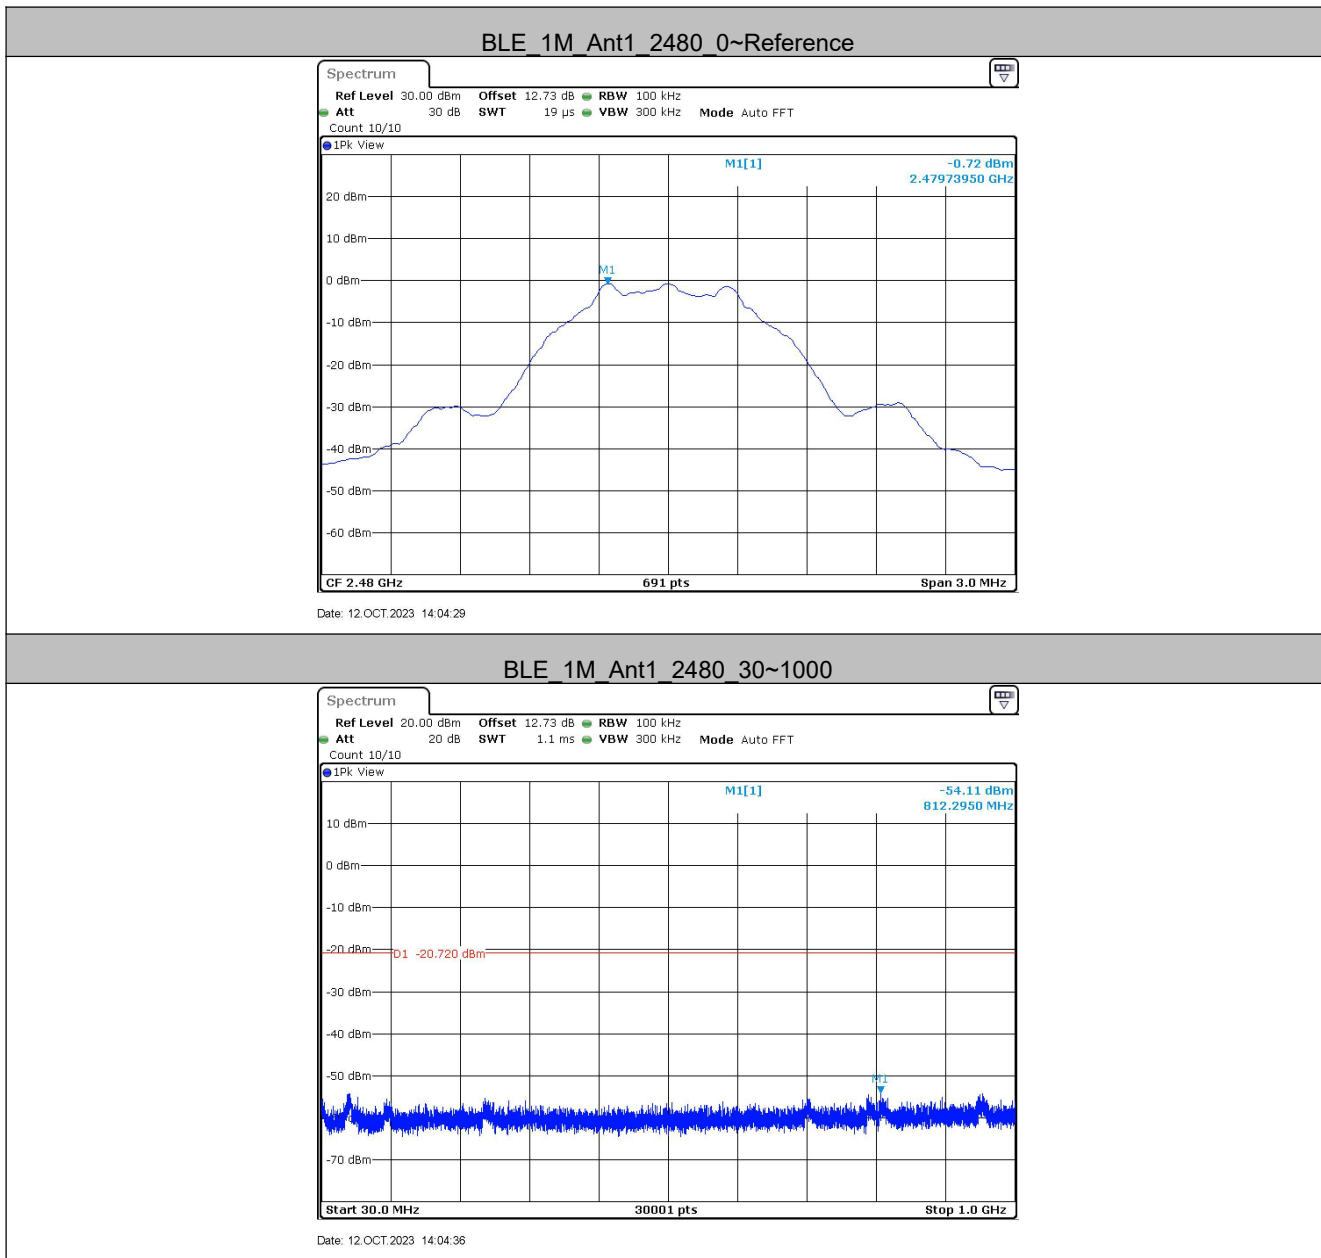 BLE_1M_Ant1_2480_0~Reference
Spectrum
Ref Level 30.00 dBm Offset 12.73 dB RBW 100 kHz
Att 30 dB SWT 19 µs VBW 300 kHz Mode Auto FFT
Count 10/10
1Pk View
M1[1] -0.72 dBm
2.47973950 GHz
20 dBm
10 dBm
M1
0 dBm
-10 dBm
-20 dBm
-30 dBm
-40 dBm
-50 dBm
-60 dBm
CF 2.48 GHz 691 pts Span 3.0 MHz
Date: 12.OCT.2023 14:04:29
BLE_1M_Ant1_2480_30~1000
Spectrum
Ref Level 20.00 dBm Offset 12.73 dB RBW 100 kHz
Att 20 dB SWT 1.1 ms VBW 300 kHz Mode Auto FFT
Count 10/10
1Pk View
M1[1] -54.11 dBm
812.2950 MHz
10 dBm
0 dBm
-10 dBm
-20 dBm
D1 -20.720 dBm
-30 dBm
-40 dBm
-50 dBm
M1
-70 dBm
Start 30.0 MHz 30001 pts Stop 1.0 GHz
Date: 12.OCT.2023 14:04:36